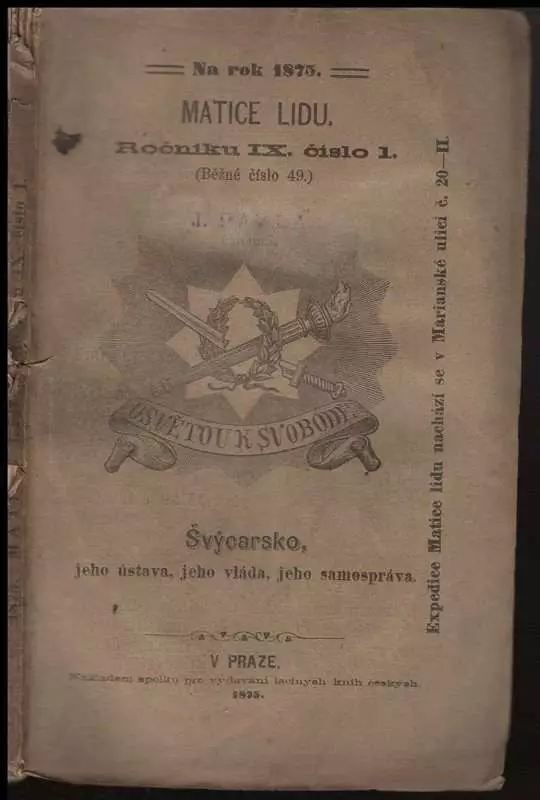 Na rok 1875.
MATICE LIDU.
Ročníku IX. číslo 1.
(Běžné číslo 49.)
OSVĚTOU K SVOBODĚ
Švýcarsko,
jeho ústava, jeho vláda, jeho samospráva.
V PRAZE.
Nákladem spolku pro vydávání laciných knih českých.
1875.
Expedice Matice lidu nachází se v Marianské ulici č. 20—II.